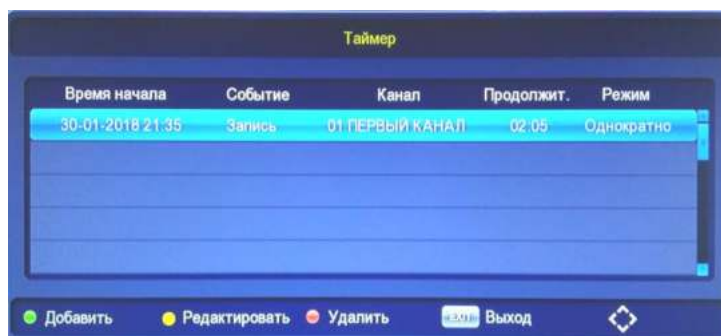 Таймер
Время начала Событие Канал Продолжит. Режим
30-01-2018 21:35 Запись 01 ПЕРВЫЙ КАНАЛ 02:05 Однократно
Добавить Редактировать Удалить EXIT Выход